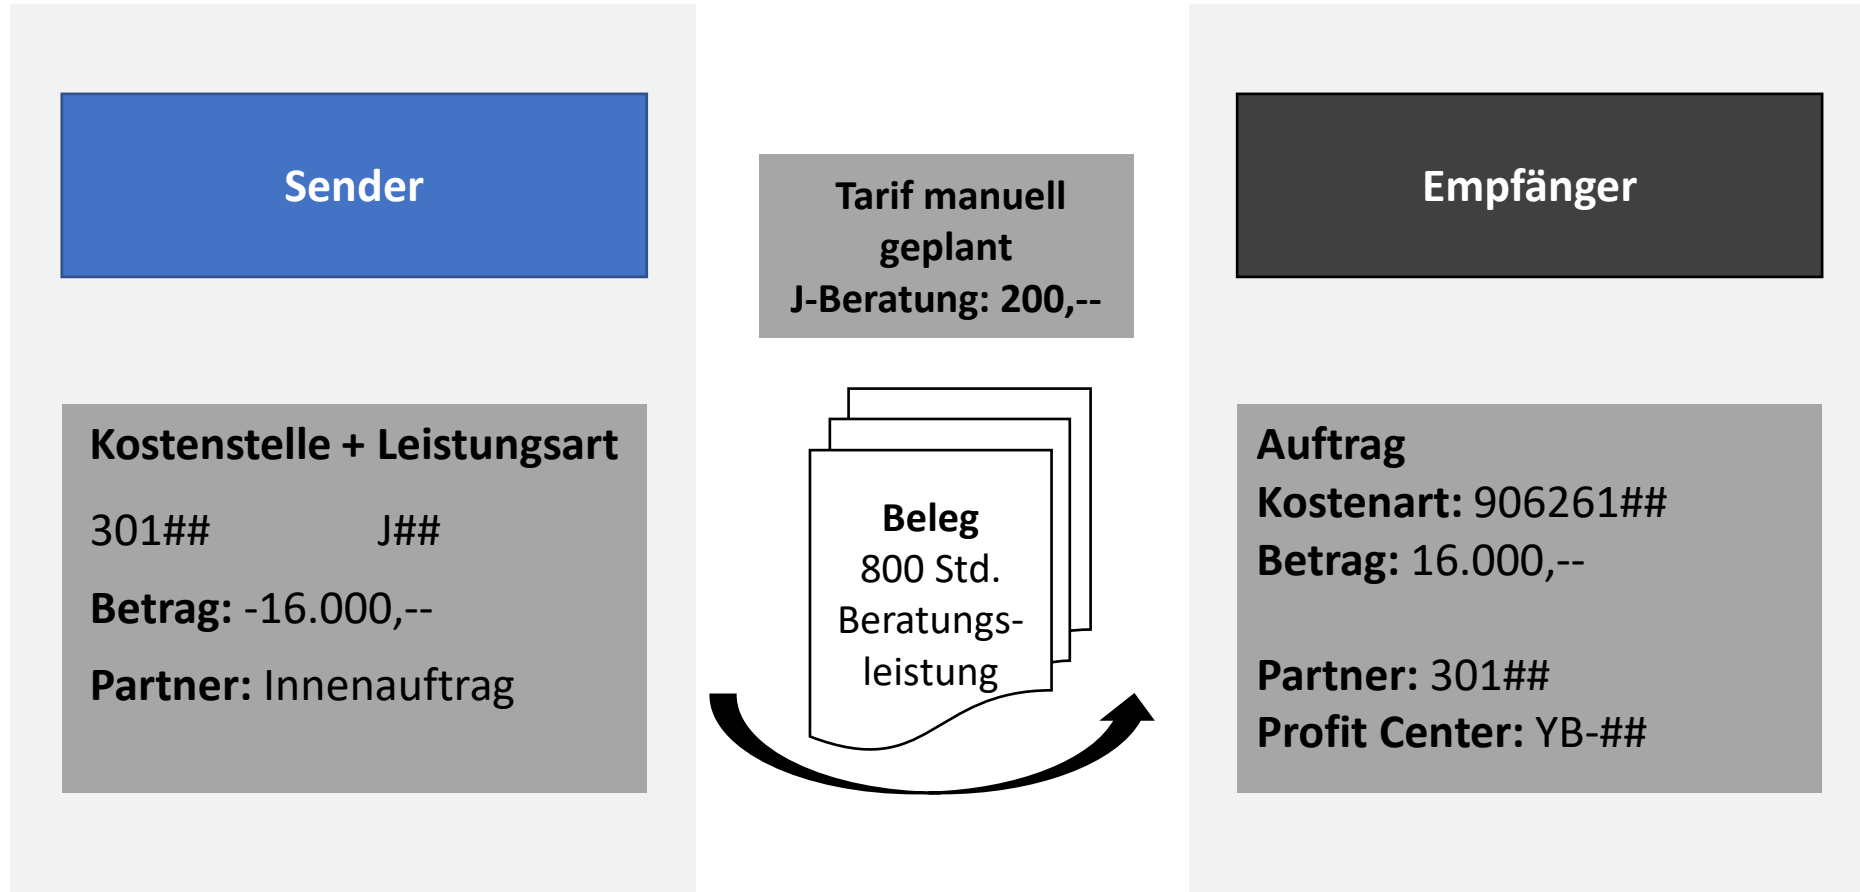 Sender
Kostenstelle + Leistungsart
301## J##
Betrag: -16.000,--
Partner: Innenauftrag
Tarif manuell
geplant
J-Beratung: 200,--
Beleg
800 Std.
Beratungs-
leistung
Empfänger
Auftrag
Kostenart: 906261##
Betrag: 16.000,--
Partner: 301##
Profit Center: YB-##